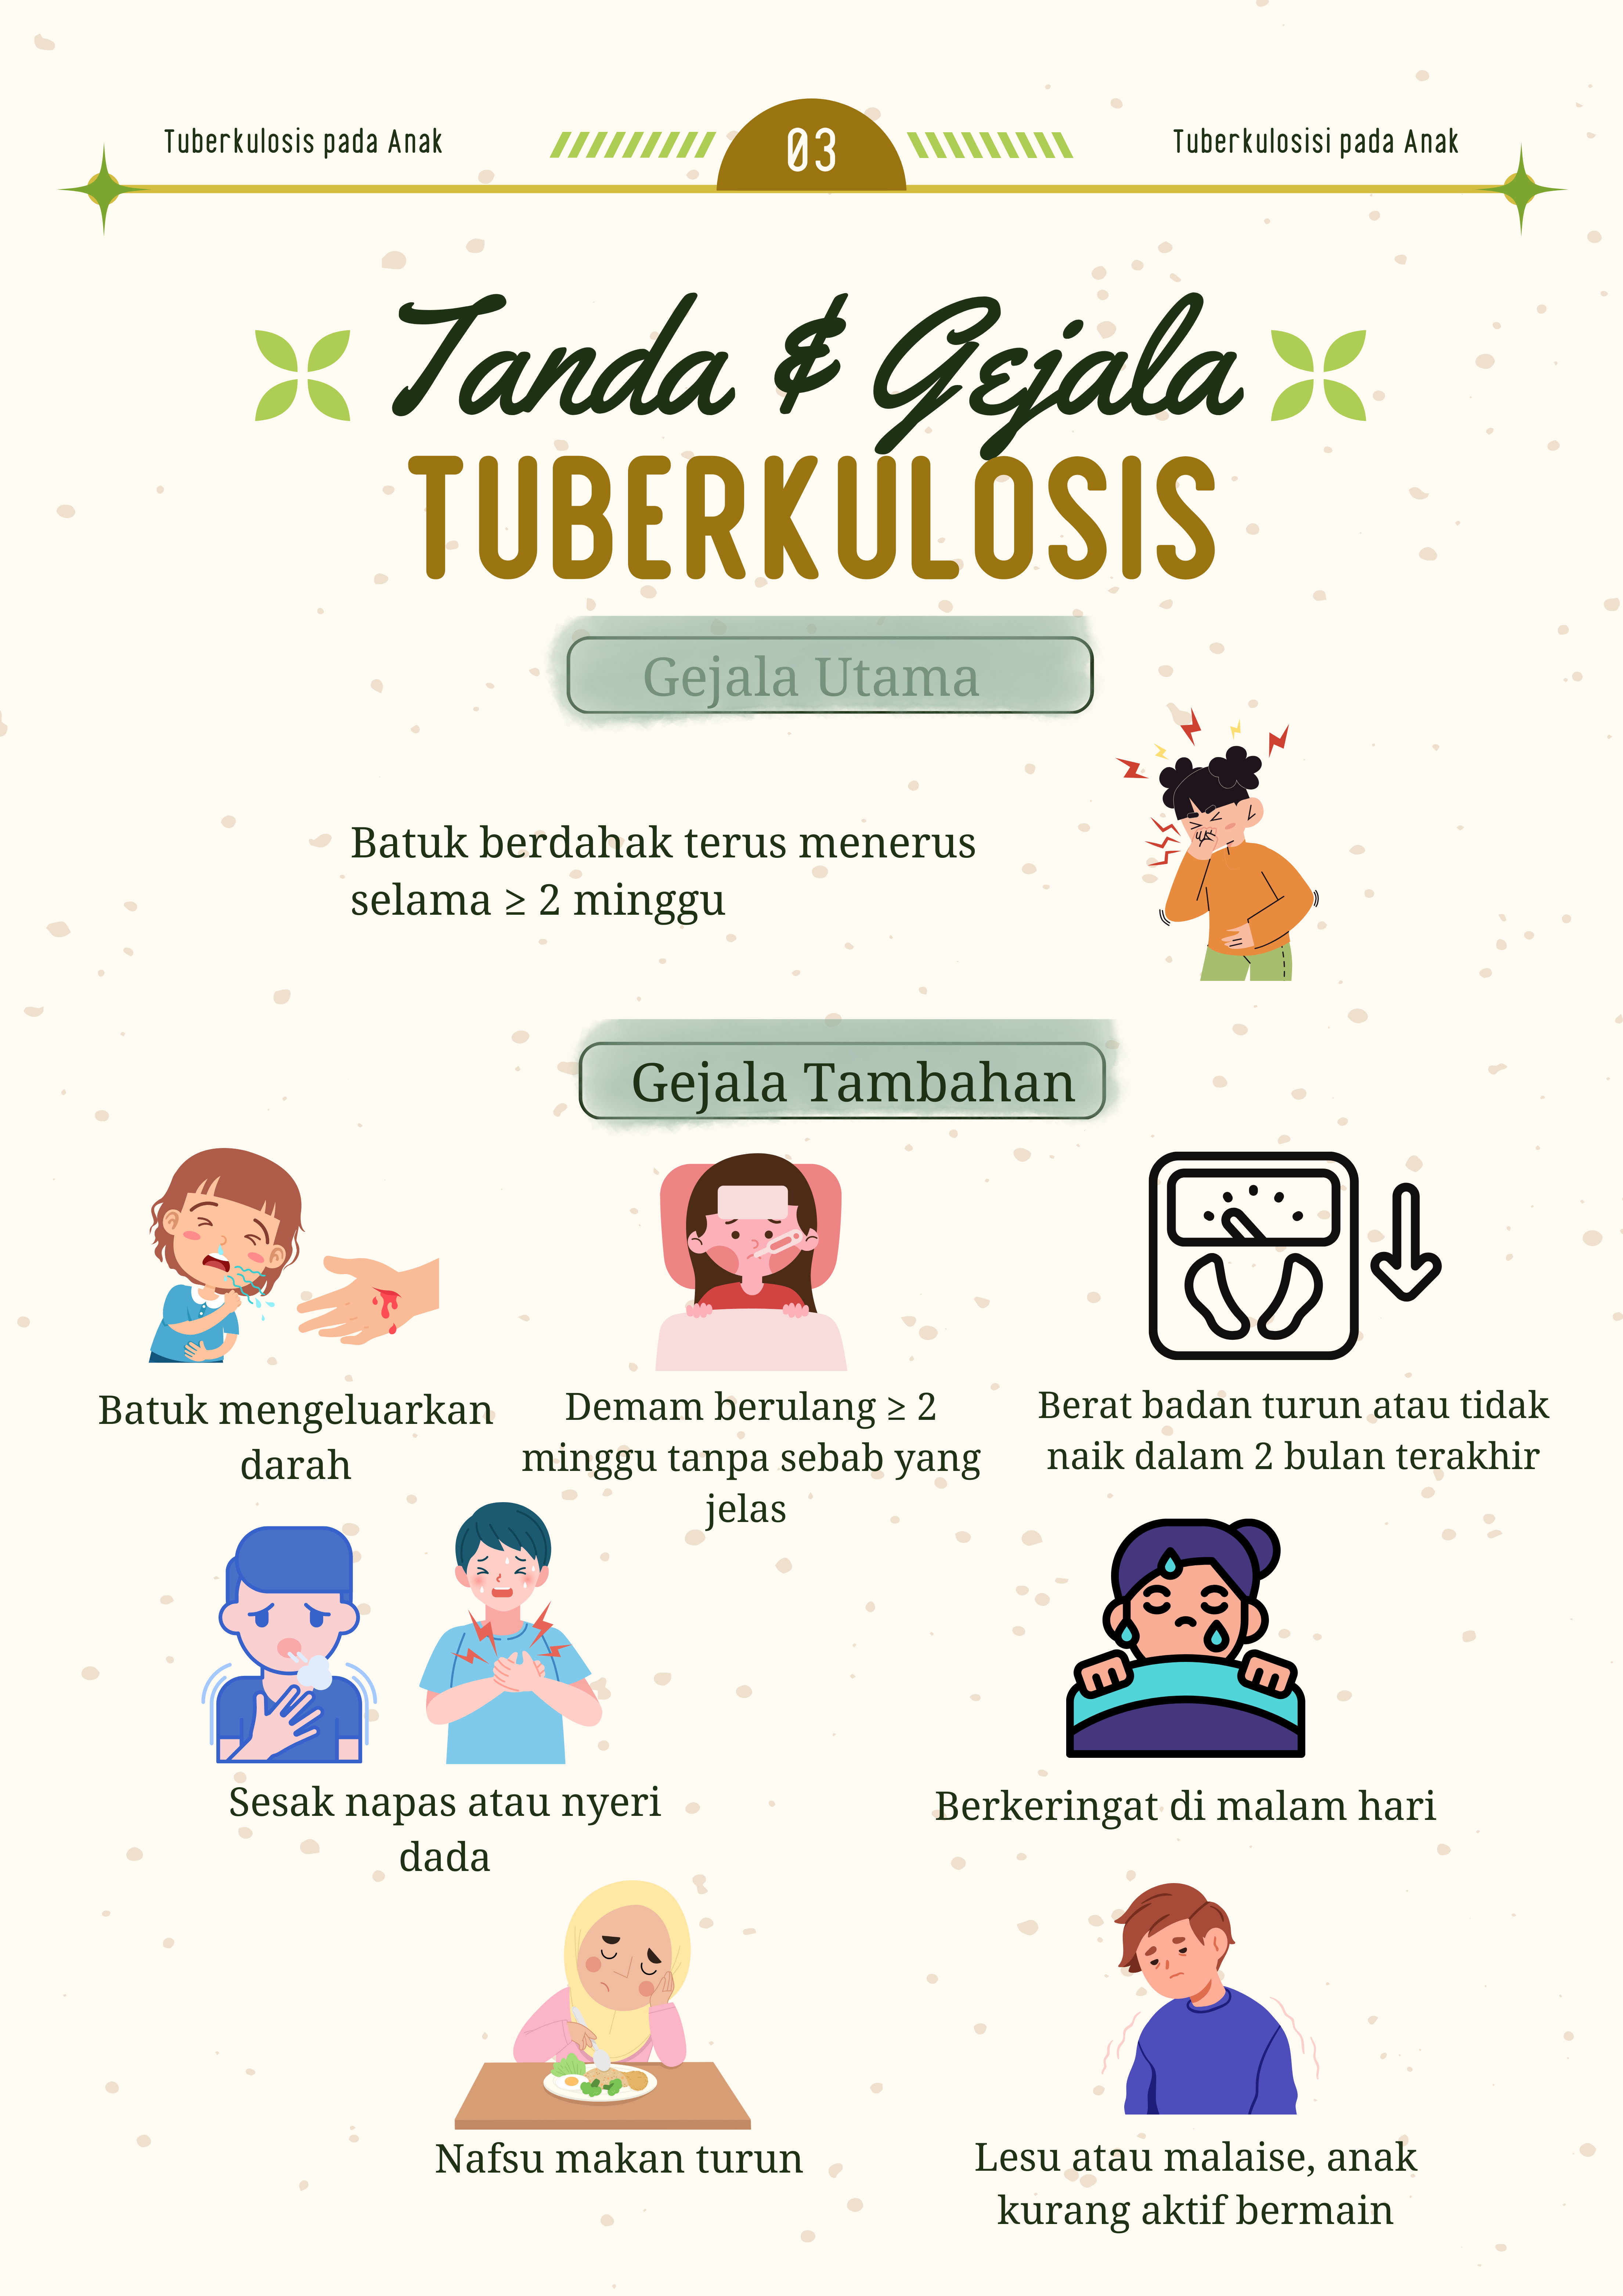 Tuberkulosis pada Anak
03
Tuberkulosisi pada Anak
Tanda & Gejala
TUBERKULOSIS
Gejala Utama
Batuk berdahak terus menerus
selama ≥ 2 minggu
Gejala Tambahan
Batuk mengeluarkan
darah
Demam berulang ≥ 2
minggu tanpa sebab yang
jelas
Berat badan turun atau tidak
naik dalam 2 bulan terakhir
Sesak napas atau nyeri
dada
Berkeringat di malam hari
Nafsu makan turun
Lesu atau malaise, anak
kurang aktif bermain